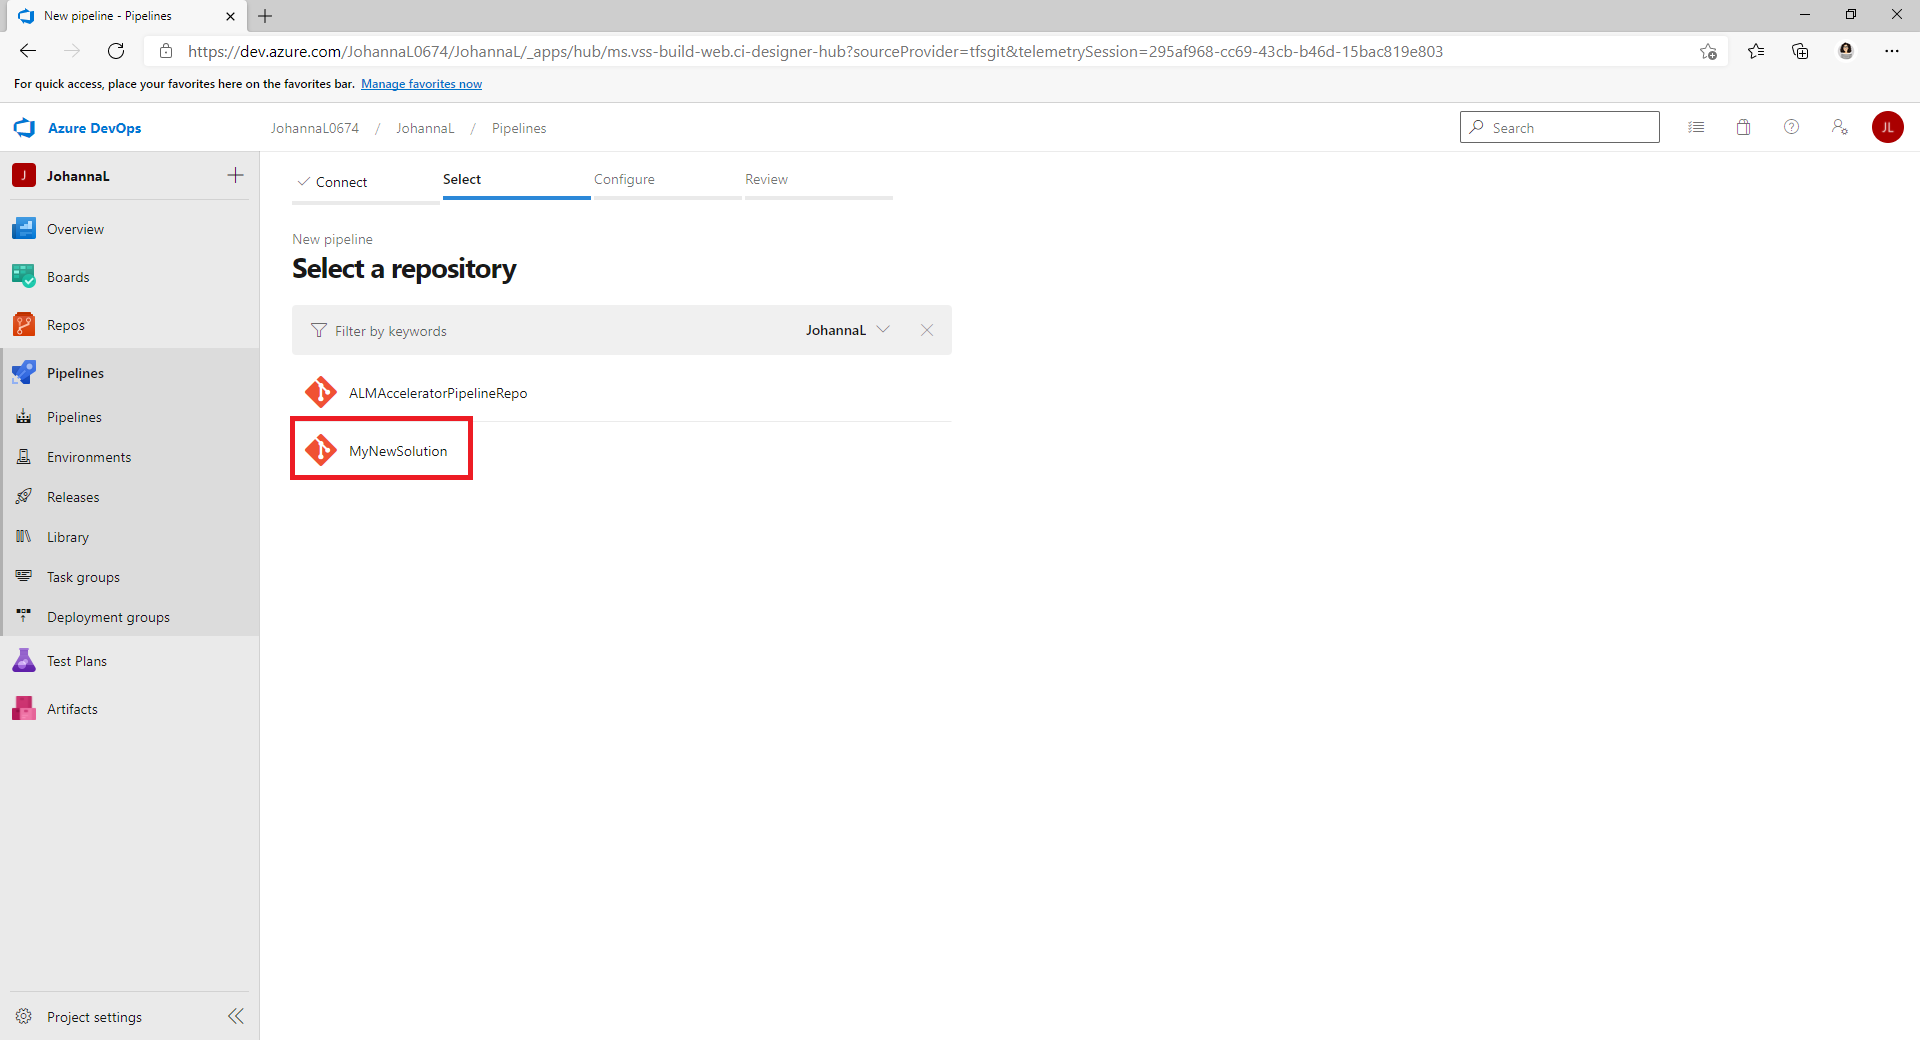 New pipeline - Pipelines
https://dev.azure.com/JohannaL0674/JohannaL/_apps/hub/ms.vss-build-web.ci-designer-hub?sourceProvider=tfsgit&telemetrySession=295af968-cc69-43cb-b46d-15bac819e803
For quick access, place your favorites here on the favorites bar. Manage favorites now
Azure DevOps
JohannaL0674 / JohannaL / Pipelines
Search
JL
J JohannaL
Overview
Boards
Repos
Pipelines
Pipelines
Environments
Releases
Library
Task groups
Deployment groups
Test Plans
Artifacts
Project settings
Connect
Select
Configure
Review
New pipeline
Select a repository
Filter by keywords
JohannaL
ALMAcceleratorPipelineRepo
MyNewSolution